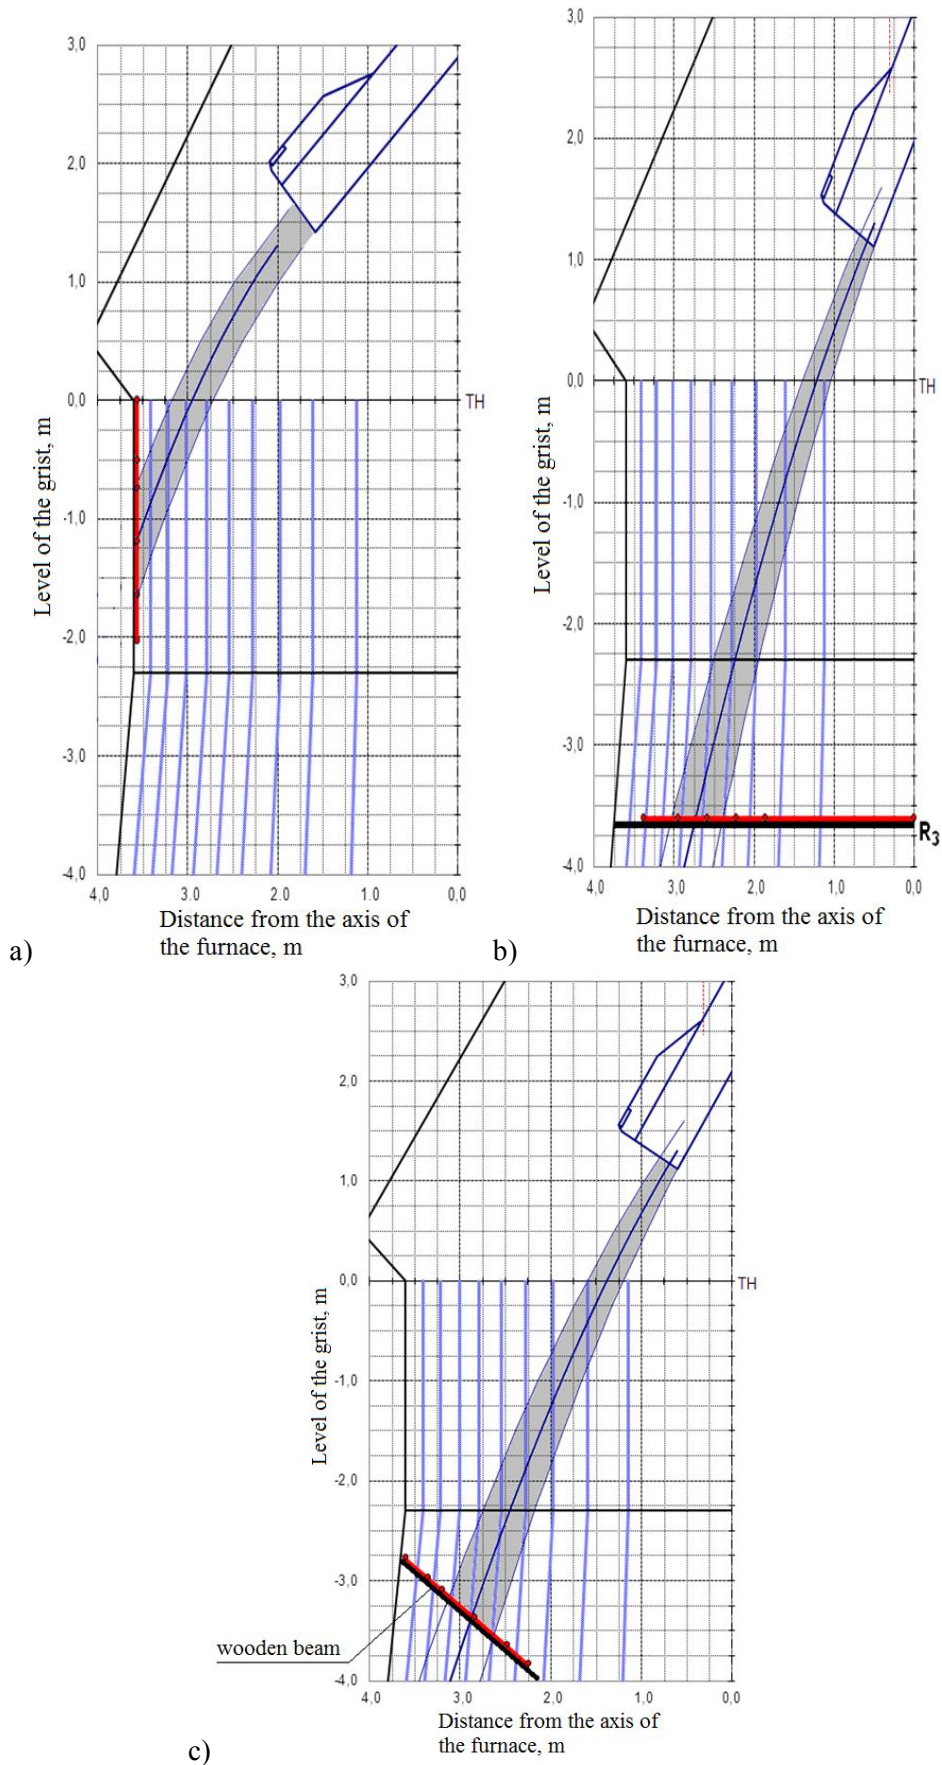 3,0
2,0
1,0
0,0
-1,0
-2,0
-3,0
-4,0
Level of the grist, m
TH
4,0 3.0 2.0 1.0 0,0
Distance from the axis of
the furnace, m
a)
3,0
2,0
1,0
0,0
-1,0
-2,0
-3,0
-4,0
Level of the grist, m
TH
R3
4,0 3,0 2,0 1,0 0,0
Distance from the axis of
the furnace, m
b)
3,0
2,0
1,0
0,0
-1,0
-2,0
-3,0
-4,0
Level of the grist, m
TH
wooden beam
4,0 3,0 2,0 1,0 0,0
Distance from the axis of
the furnace, m
c)